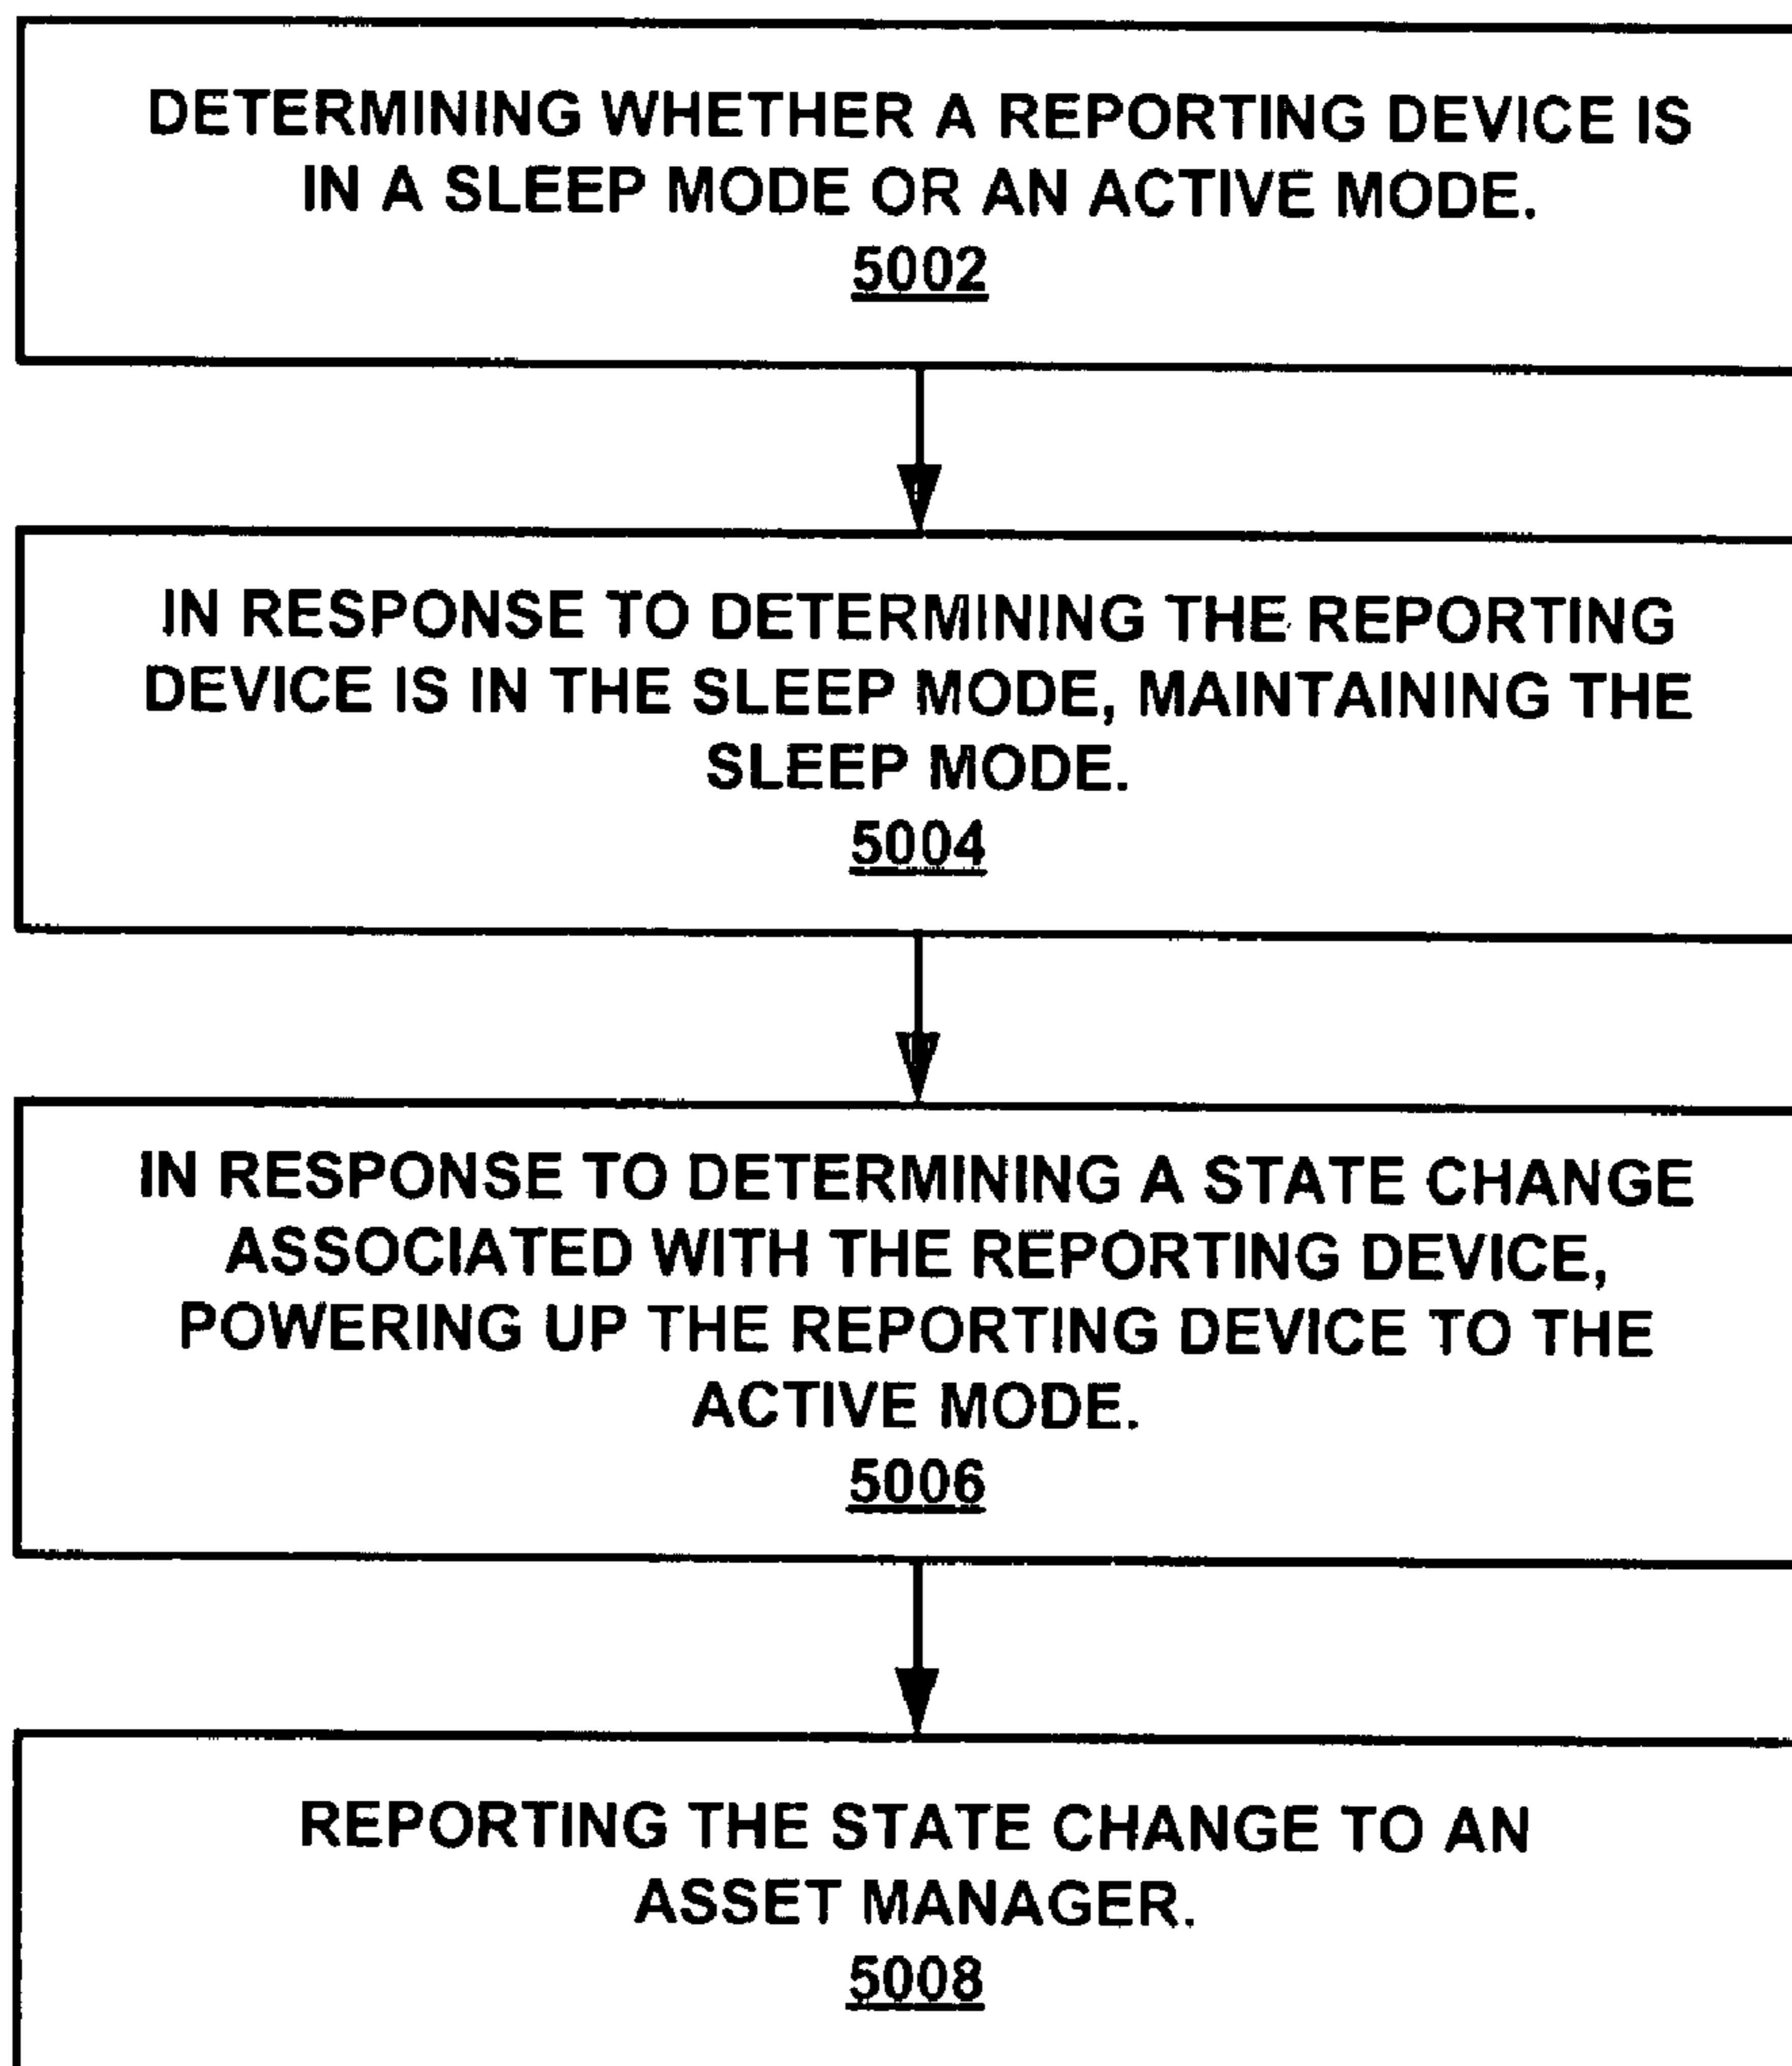 DETERMINING WHETHER A REPORTING DEVICE IS
IN A SLEEP MODE OR AN ACTIVE MODE.
5002
IN RESPONSE TO DETERMINING THE REPORTING
DEVICE IS IN THE SLEEP MODE, MAINTAINING THE
SLEEP MODE.
5004
IN RESPONSE TO DETERMINING A STATE CHANGE
ASSOCIATED WITH THE REPORTING DEVICE,
POWERING UP THE REPORTING DEVICE TO THE
ACTIVE MODE.
5006
REPORTING THE STATE CHANGE TO AN
ASSET MANAGER.
5008